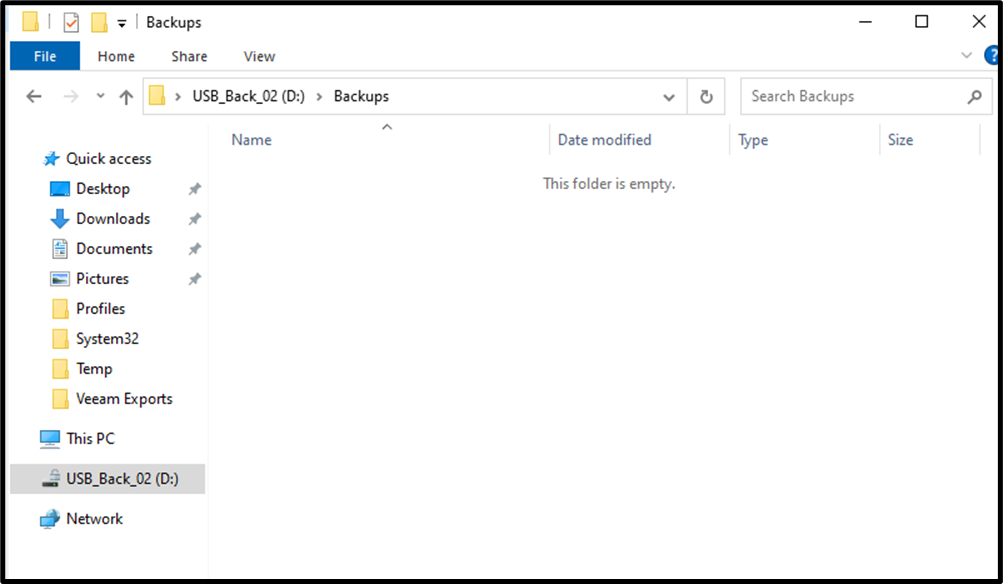 Backups
File Home Share View
USB_Back_02 (D:) Backups
Search Backups
Name Date modified Type Size
This folder is empty.
Quick access
Desktop
Downloads
Documents
Pictures
Profiles
System32
Temp
Veeam Exports
This PC
USB_Back_02 (D:)
Network